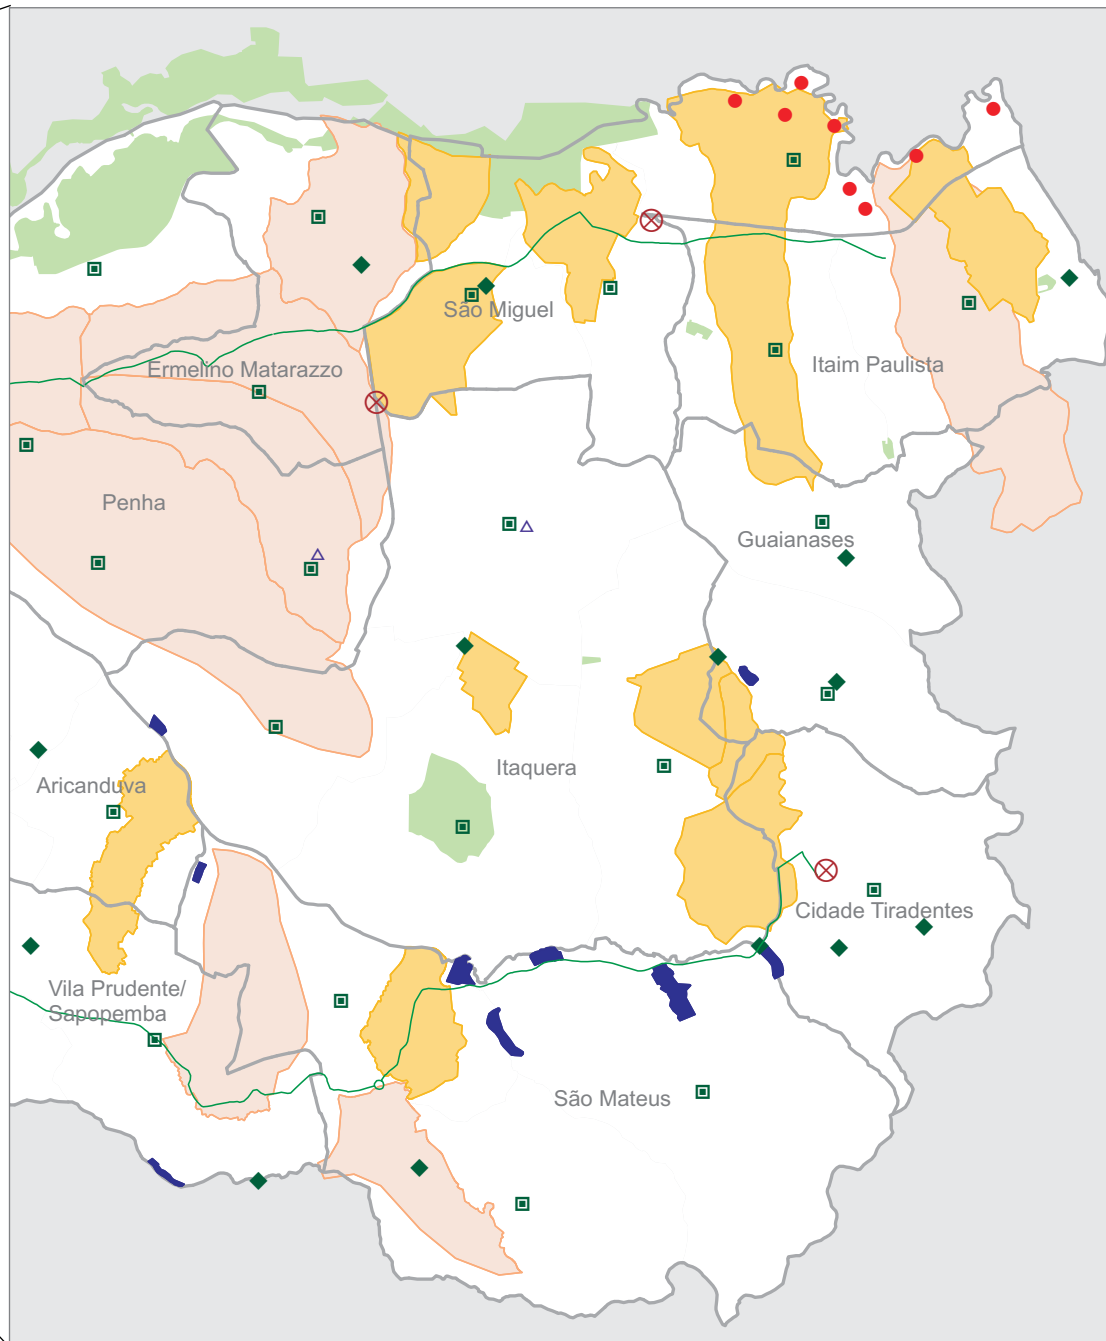 São Miguel
Ermelino Matarazzo
Itaim Paulista
Penha
Guaianases
Itaquera
Aricanduva
Cidade Tiradentes
Vila Prudente/
Sapopemba
São Mateus